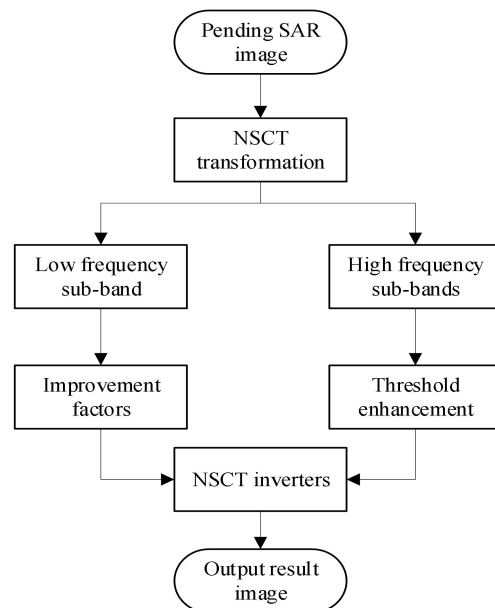 Pending SAR
image
NSCT
transformation
Low frequency
sub-band
High frequency
sub-bands
Improvement
factors
Threshold
enhancement
NSCT inverters
Output result
image